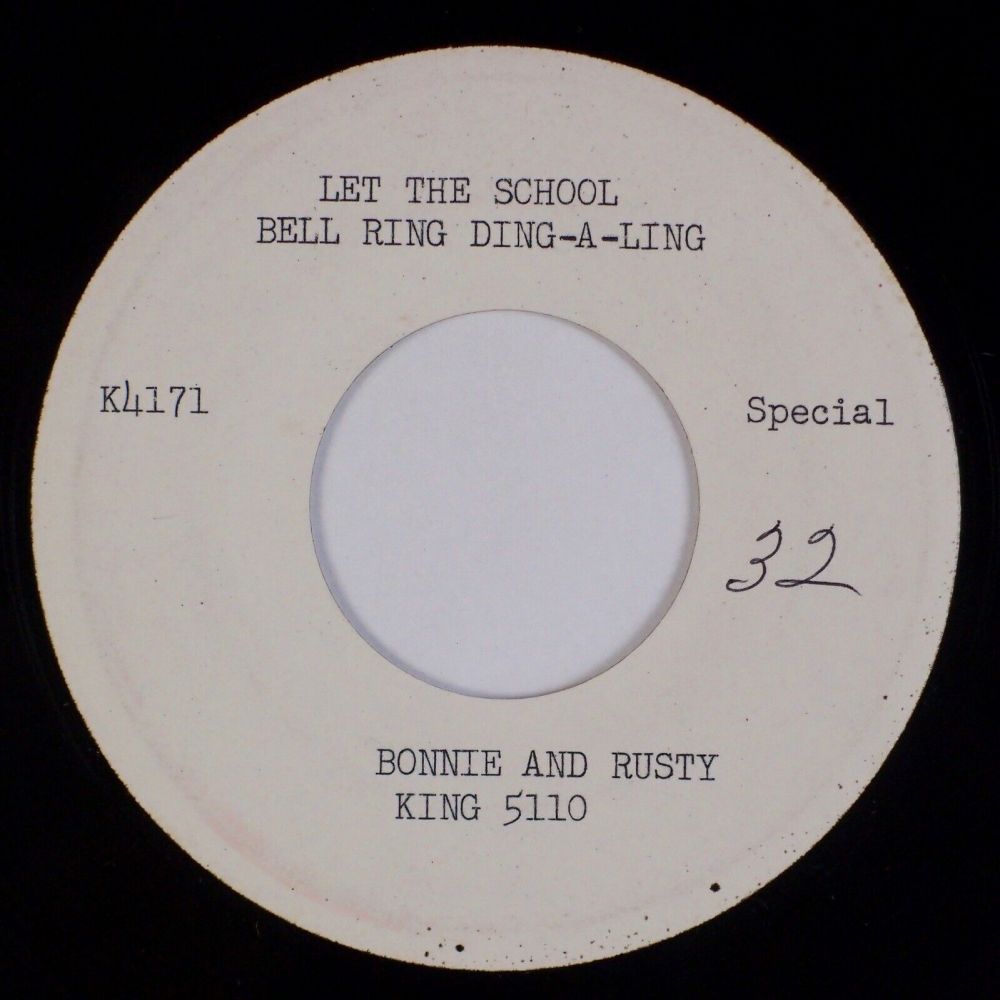 LET THE SCHOOL
BELL RING DING-A-LING
K4171
Special
32
BONNIE AND RUSTY
KING 5110